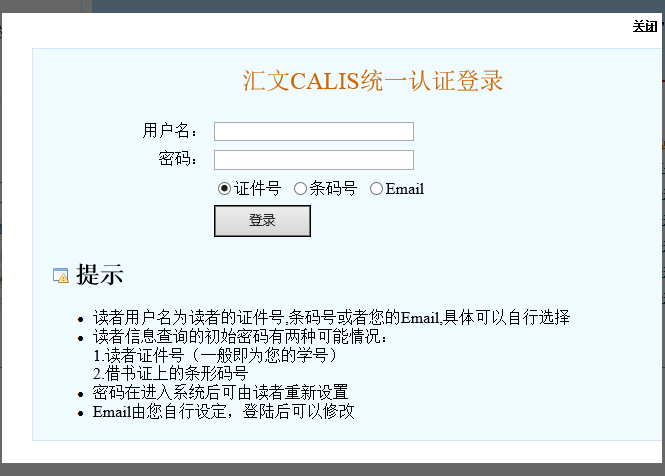 关闭
汇文CALIS统一认证登录
用户名：
密码：
证件号 条码号 Email
登录
提示
读者用户名为读者的证件号,条码号或者您的Email,具体可以自行选择
读者信息查询的初始密码有两种可能情况：
1.读者证件号（一般即为您的学号）
2.借书证上的条形码号
密码在进入系统后可由读者重新设置
Email由您自行设定，登陆后可以修改